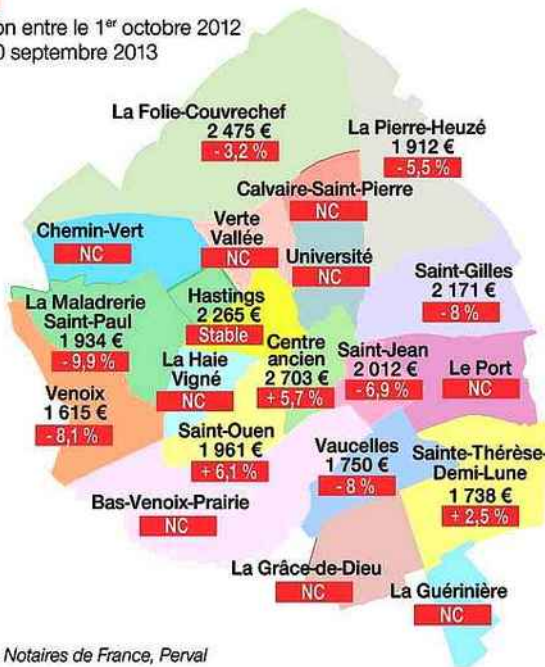 on entre le 1er octobre 2012
0 septembre 2013
La Folie-Couvrechef
2 475 €
- 3,2 %
La Pierre-Heuzé
1 912 €
- 5,5 %
Calvaire-Saint-Pierre
NC
Chemin-Vert
NC
Verte
Vallée
NC
Université
NC
Saint-Gilles
2 171 €
- 8 %
La Maladrerie
Saint-Paul
1 934 €
- 9,9 %
Hastings
2 265 €
Stable
Centre
ancien
2 703 €
+ 5,7 %
Saint-Jean
2 012 €
- 6,9 %
Le Port
NC
La Haie
Vigné
NC
Venoix
1 615 €
- 8,1 %
Saint-Ouen
1 961 €
+ 6,1 %
Vaucelles
1 750 €
- 8 %
Sainte-Thérèse-
Demi-Lune
1 738 €
+ 2,5 %
Bas-Venoix-Prairie
NC
La Grâce-de-Dieu
NC
La Guérinière
NC
Notaires de France, Perval